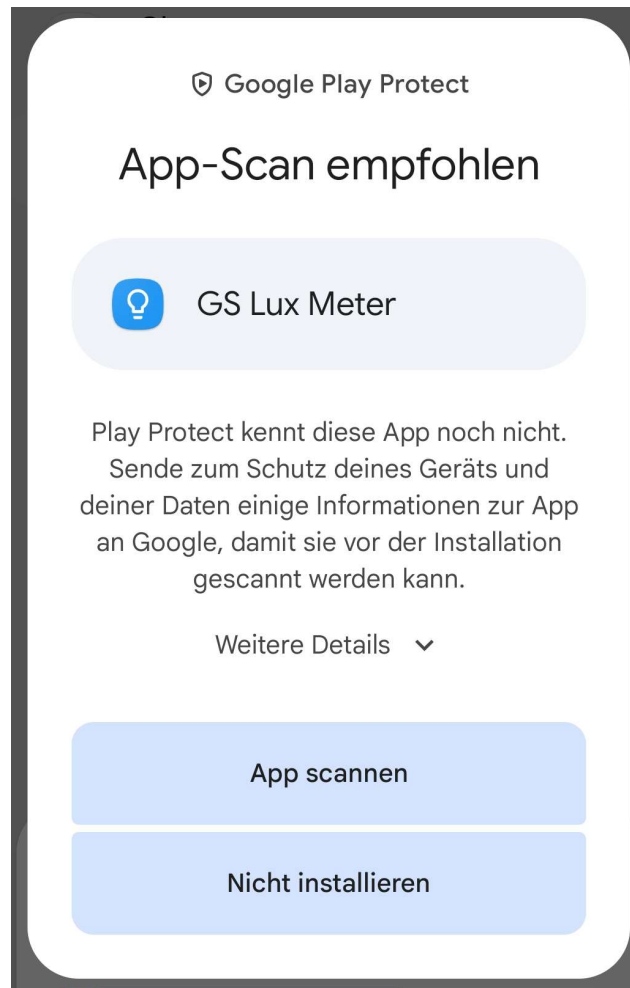 Google Play Protect
App-Scan empfohlen
GS Lux Meter
Play Protect kennt diese App noch nicht.
Sende zum Schutz deines Geräts und
deiner Daten einige Informationen zur App
an Google, damit sie vor der Installation
gescannt werden kann.
Weitere Details
App scannen
Nicht installieren